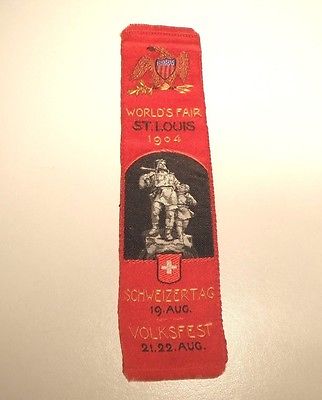 WORLD'S FAIR
ST. LOUIS
1904
SCHWEIZERTAG
19. AUG.
VOLKSFEST
21. 22. AUG.